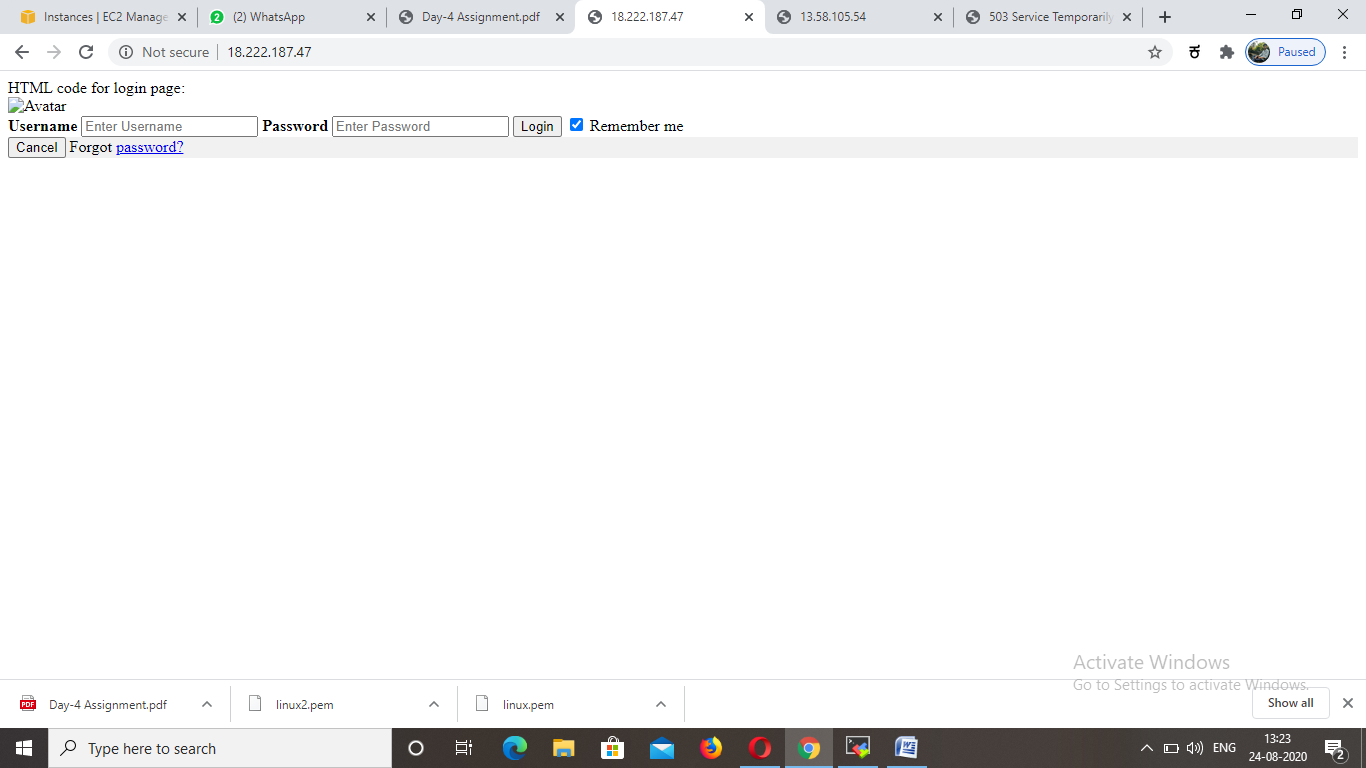 Instances | EC2 Manage
2 (2) WhatsApp
Day-4 Assignment.pdf
18.222.187.47
13.58.105.54
503 Service Temporarily
Not secure 18.222.187.47
ಕ
Paused
HTML code for login page:
Avatar
Username Enter Username Password Enter Password Login Remember me
Cancel Forgot password?
Activate Windows
Go to Settings to activate Windows.
PDF Day-4 Assignment.pdf
linux2.pem
linux.pem
Show all
Type here to search
W
ENG
13:23
24-08-2020
2